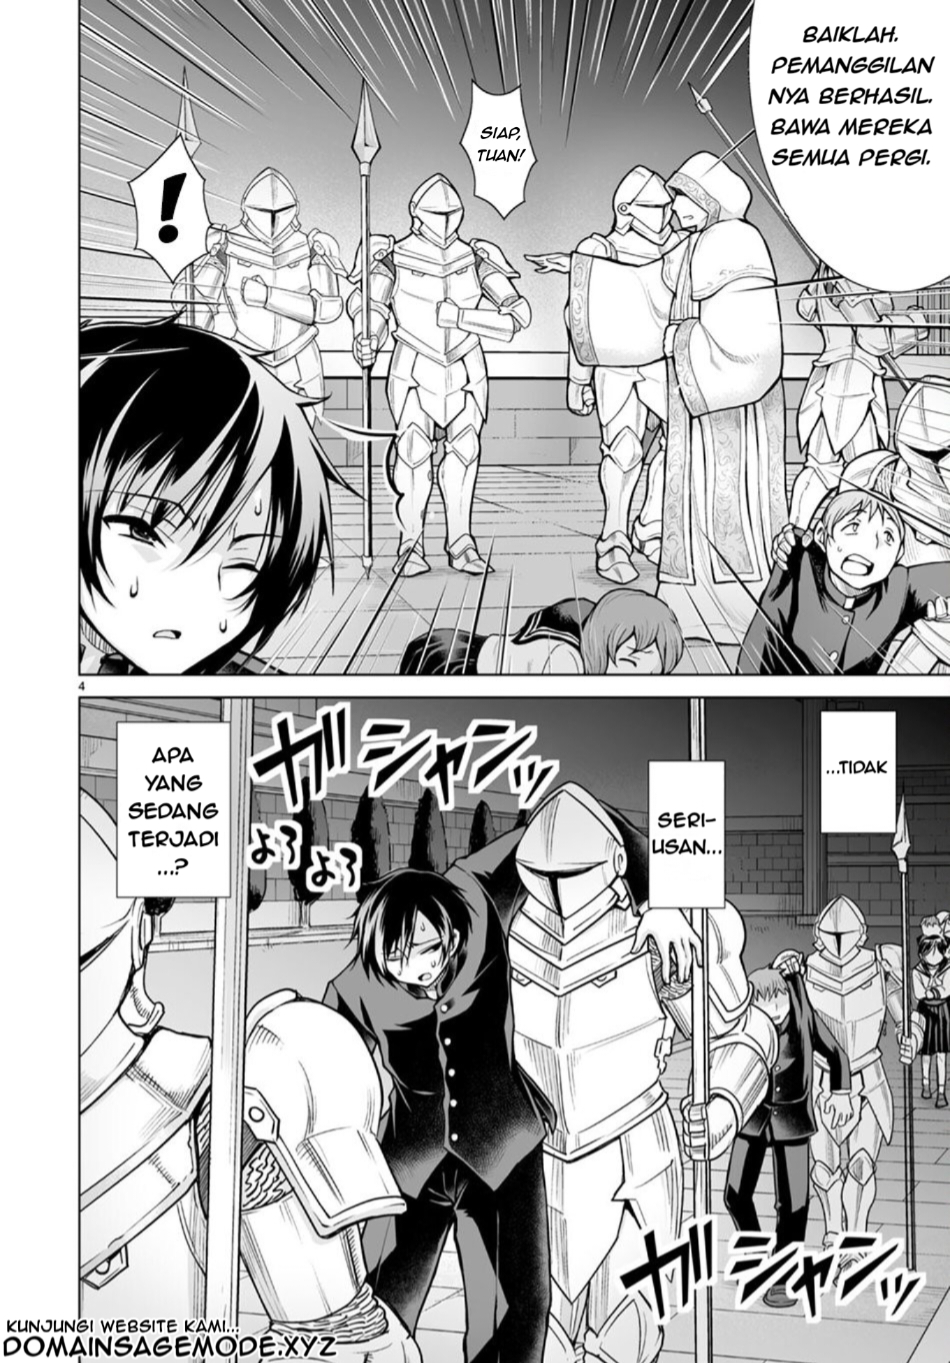 BAIKLAH.
PEMANGGILAN
NYA BERHASIL.
BAWA MEREKA
SEMUA PERGI.
SIAP,
TUAN!
!
4
...TIDAK
SERI-
USAN...
ガシャンッ
よろ
よろ
APA
YANG
SEDANG
TERJADI
...?
ガシャンッ
KUNJUNGI WEBSITE KAMI...
DOMAINSAGEMODE.XYZ